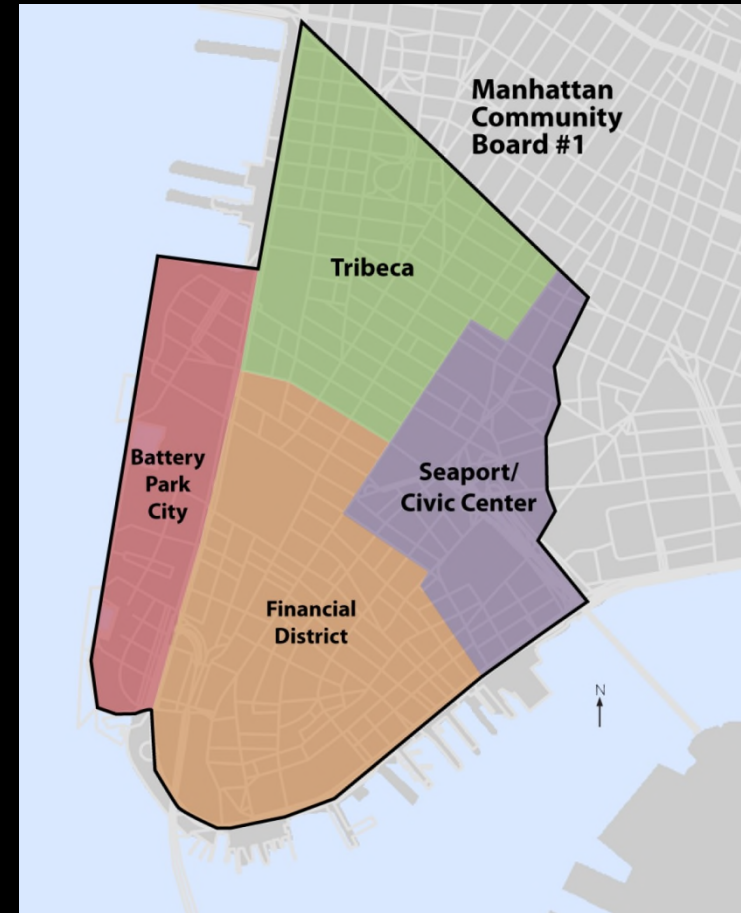 Manhattan
Community
Board #1
Tribeca
Battery
Park
City
Seaport/
Civic Center
Financial
District
N